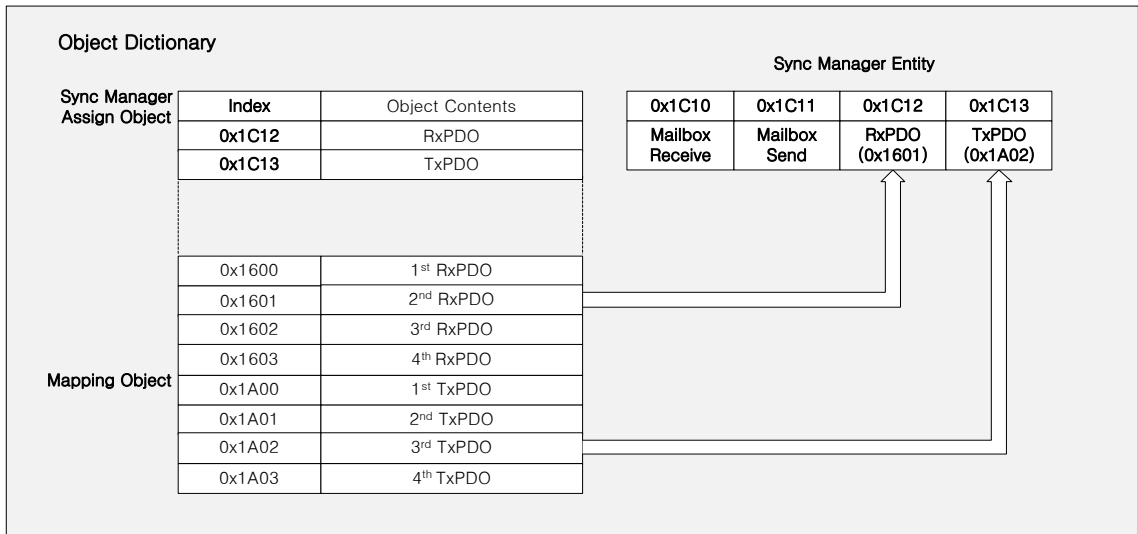 Object Dictionary
Sync Manager Entity
Sync Manager
Assign Object
Index Object Contents
0x1C12 RxPDO
0x1C13 TxPDO
0x1C10 0x1C11 0x1C12 0x1C13
Mailbox Mailbox RxPDO TxPDO
Receive Send (0x1601) (0x1A02)
Mapping Object
0x1600 1st RxPDO
0x1601 2nd RxPDO
0x1602 3rd RxPDO
0x1603 4th RxPDO
0x1A00 1st TxPDO
0x1A01 2nd TxPDO
0x1A02 3rd TxPDO
0x1A03 4th TxPDO